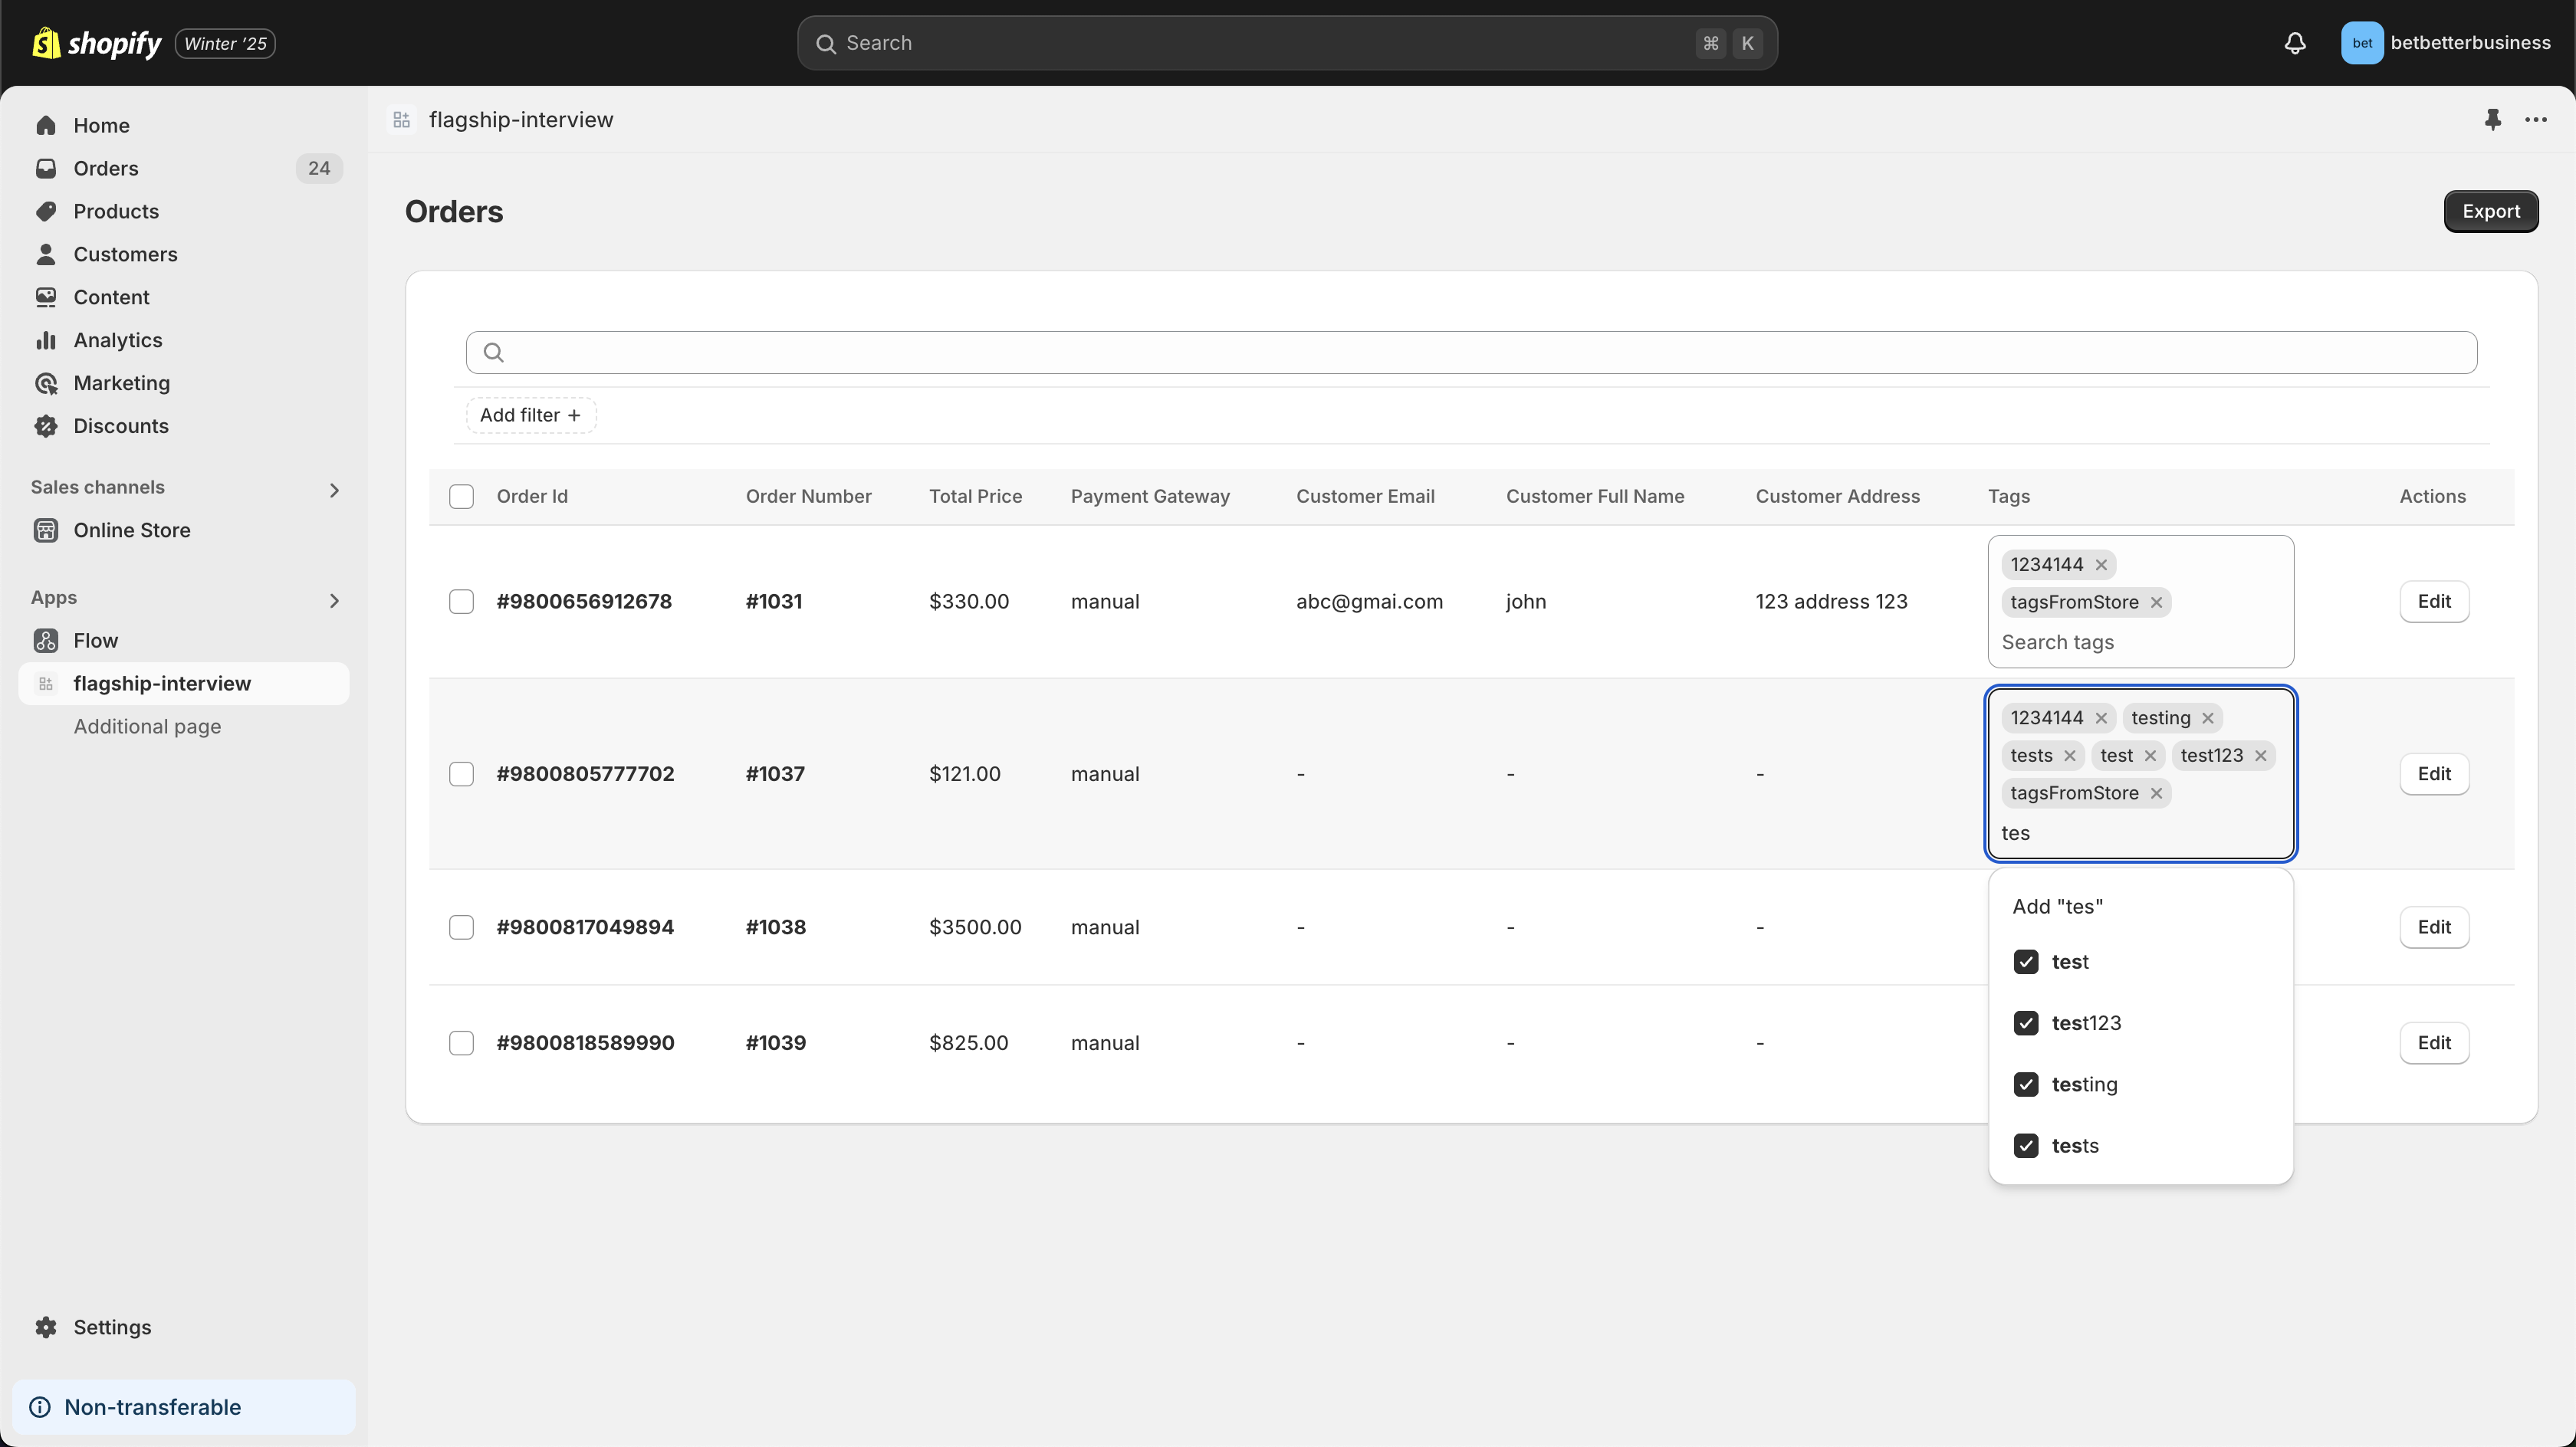 shopify Winter '25
Search ⌘ K
bet betbetterbusiness
Home
Orders 24
Products
Customers
Content
Analytics
Marketing
Discounts
Sales channels
Online Store
Apps
Flow
flagship-interview
Additional page
Settings
Non-transferable
flagship-interview
Orders
Export
Add filter +
Order Id Order Number Total Price Payment Gateway Customer Email Customer Full Name Customer Address Tags Actions
#9800656912678 #1031 $330.00 manual abc@gmai.com john 123 address 123
1234144
tagsFromStore
Search tags
Edit
#9800805777702 #1037 $121.00 manual - - -
1234144 testing
tests test test123
tagsFromStore
tes
Edit
#9800817049894 #1038 $3500.00 manual - - -
Edit
#9800818589990 #1039 $825.00 manual - - -
Edit
Add "tes"
test
test123
testing
tests